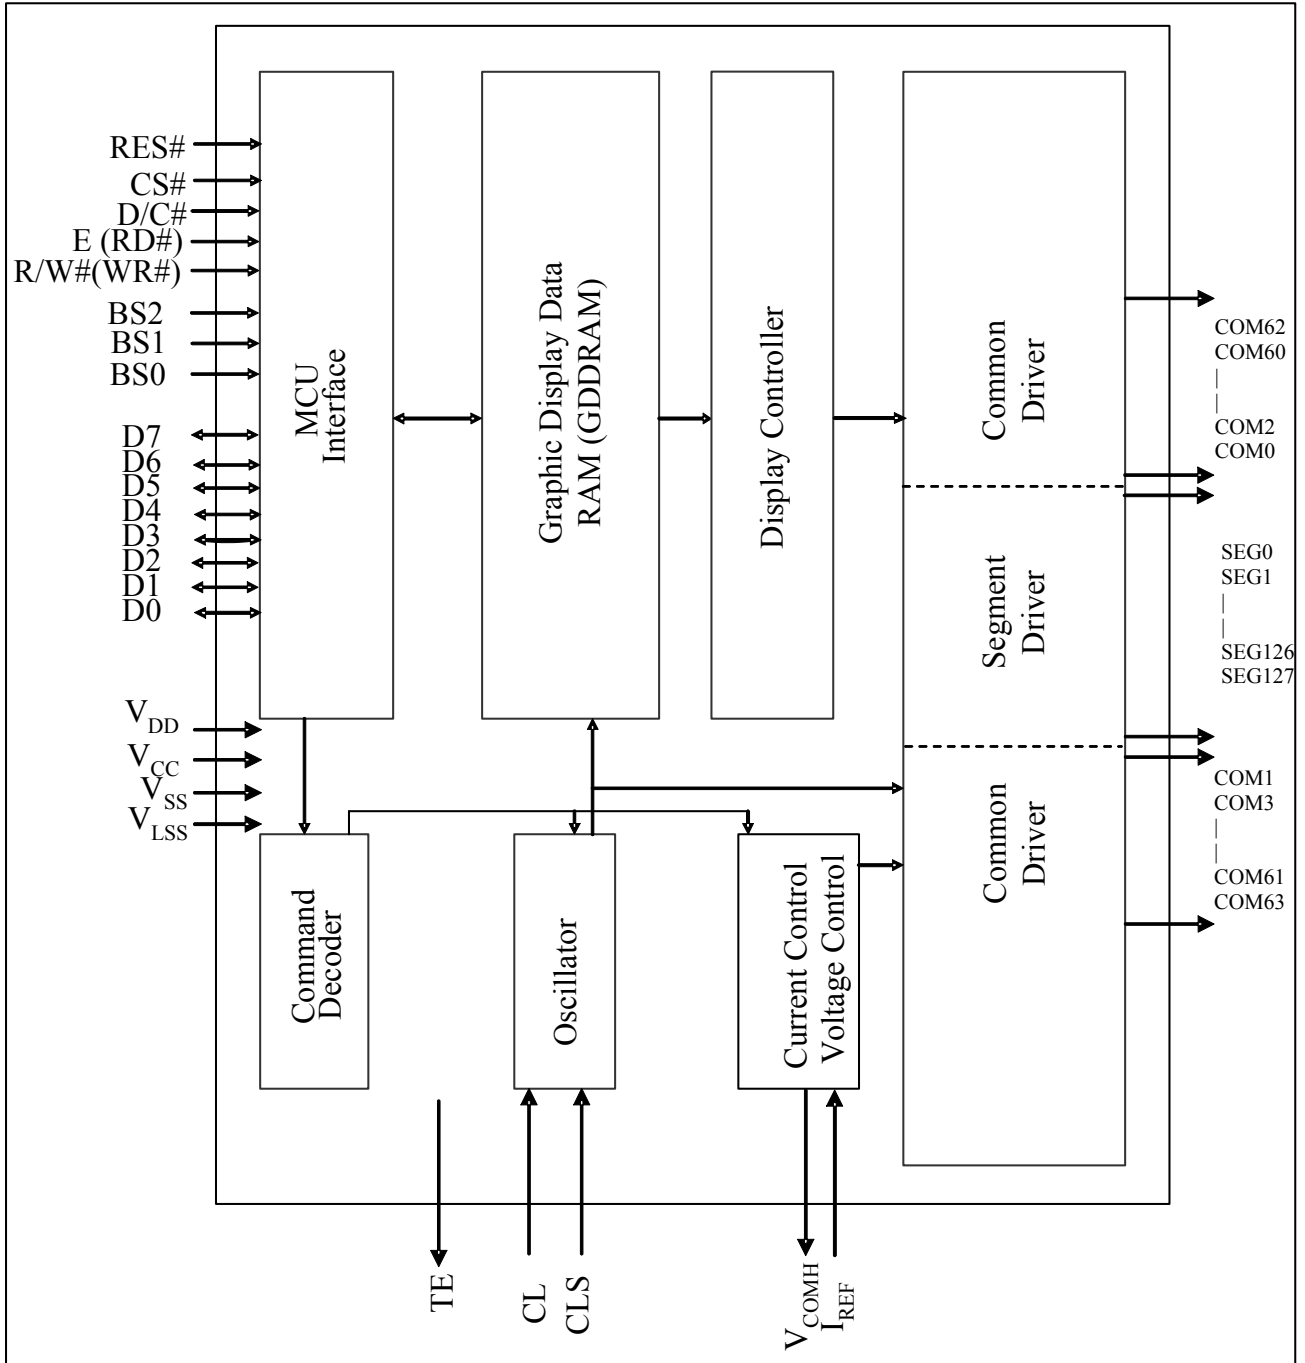 RES#
CS#
D/C#
E (RD#)
R/W#(WR#)
BS2
BS1
BS0
D7
D6
D5
D4
D3
D2
D1
D0
VDD
VCC
VSS
VLSS
MCU
Interface
Graphic Display Data
RAM (GDDRAM)
Display Controller
Common
Driver
Segment
Driver
Common
Driver
Command
Decoder
Oscillator
Current Control
Voltage Control
COM62
COM60
|
|
COM2
COM0
SEG0
SEG1
|
|
SEG126
SEG127
COM1
COM3
|
|
COM61
COM63
TE
CL
CLS
VCOMH
IREF